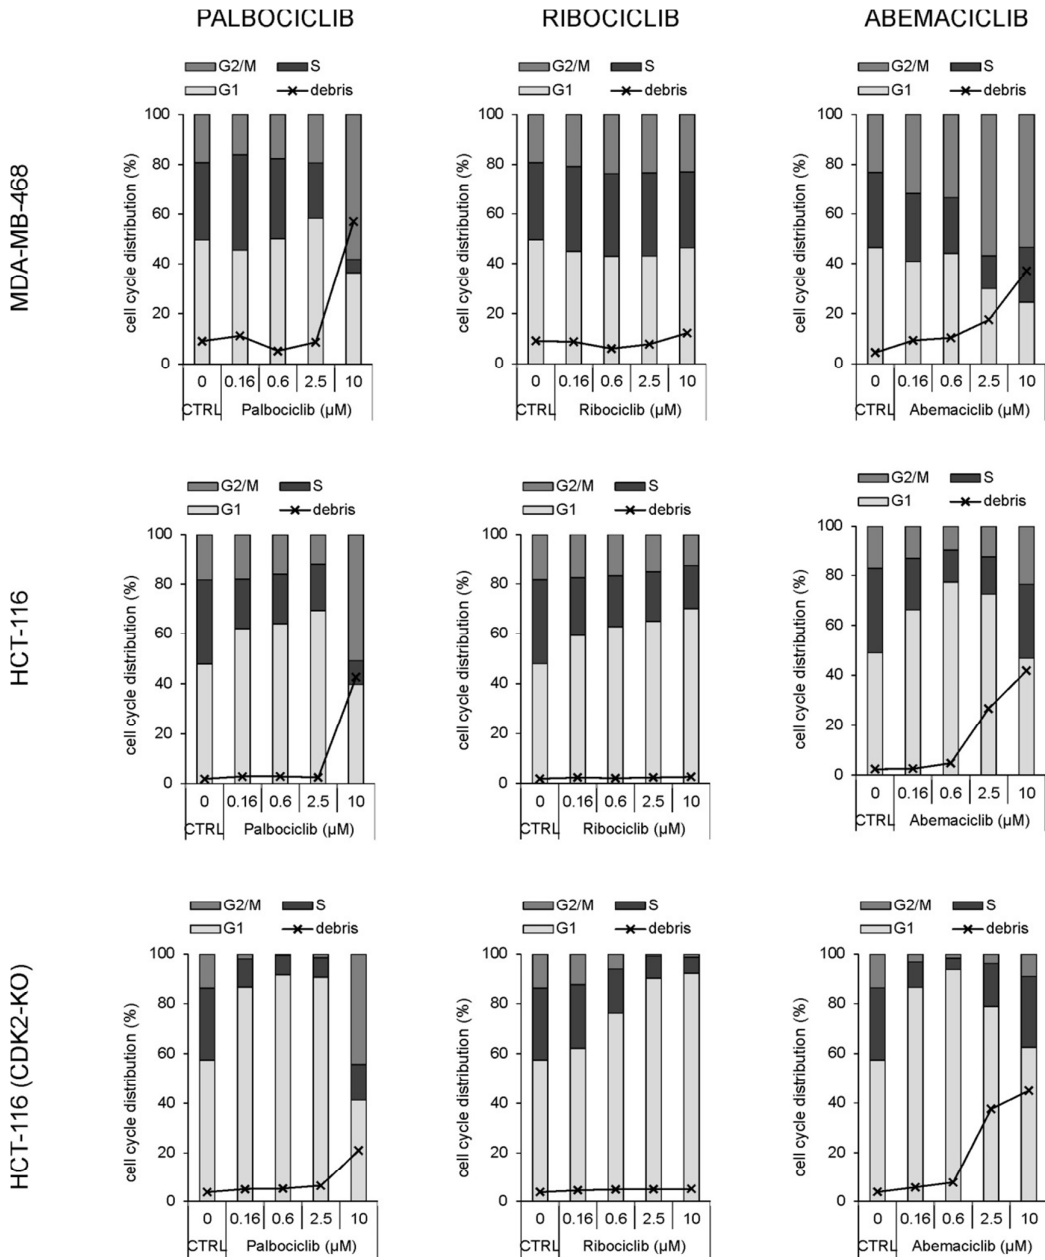 PALBOCICLIB RIBOCICLIB ABEMACICLIB
MDA-MB-468
G2/M S
G1 debris
cell cycle distribution (%)
100
80
60
40
20
0
0 0.16 0.6 2.5 10
CTRL Palbociclib (µM)
G2/M S
G1 debris
cell cycle distribution (%)
100
80
60
40
20
0
0 0.16 0.6 2.5 10
CTRL Ribociclib (µM)
G2/M S
G1 debris
cell cycle distribution (%)
100
80
60
40
20
0
0 0.16 0.6 2.5 10
CTRL Abemaciclib (µM)
HCT-116
G2/M S
G1 debris
cell cycle distribution (%)
100
80
60
40
20
0
0 0.16 0.6 2.5 10
CTRL Palbociclib (µM)
G2/M S
G1 debris
cell cycle distribution (%)
100
80
60
40
20
0
0 0.16 0.6 2.5 10
CTRL Ribociclib (µM)
G2/M S
G1 debris
cell cycle distribution (%)
100
80
60
40
20
0
0 0.16 0.6 2.5 10
CTRL Abemaciclib (µM)
HCT-116 (CDK2-KO)
G2/M S
G1 debris
cell cycle distribution (%)
100
80
60
40
20
0
0 0.16 0.6 2.5 10
CTRL Palbociclib (µM)
G2/M S
G1 debris
cell cycle distribution (%)
100
80
60
40
20
0
0 0.16 0.6 2.5 10
CTRL Ribociclib (µM)
G2/M S
G1 debris
cell cycle distribution (%)
100
80
60
40
20
0
0 0.16 0.6 2.5 10
CTRL Abemaciclib (µM)